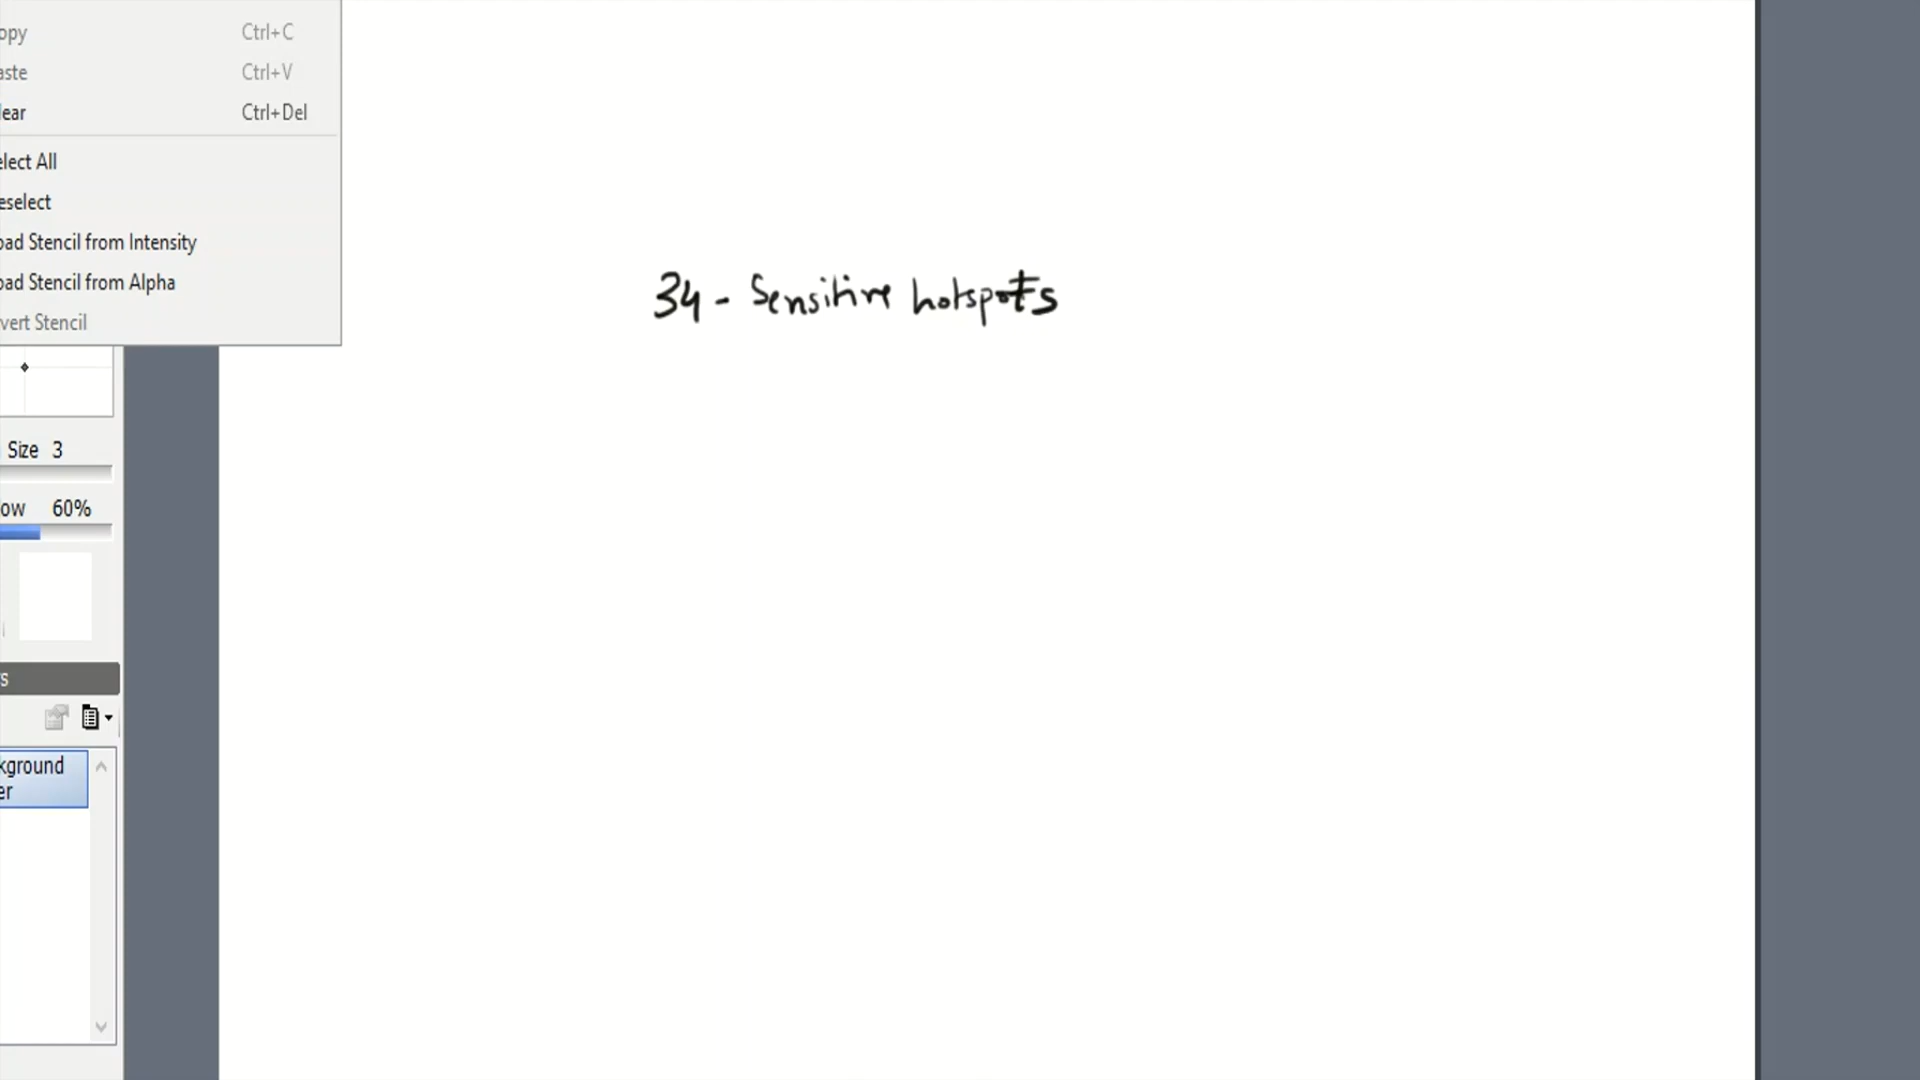 opy Ctrl+C
aste Ctrl+V
lear Ctrl+Del
elect All
eselect
oad Stencil from Intensity
oad Stencil from Alpha
vert Stencil
34 - Sensitive hotspots
Size 3
ow 60%
s
kground
er